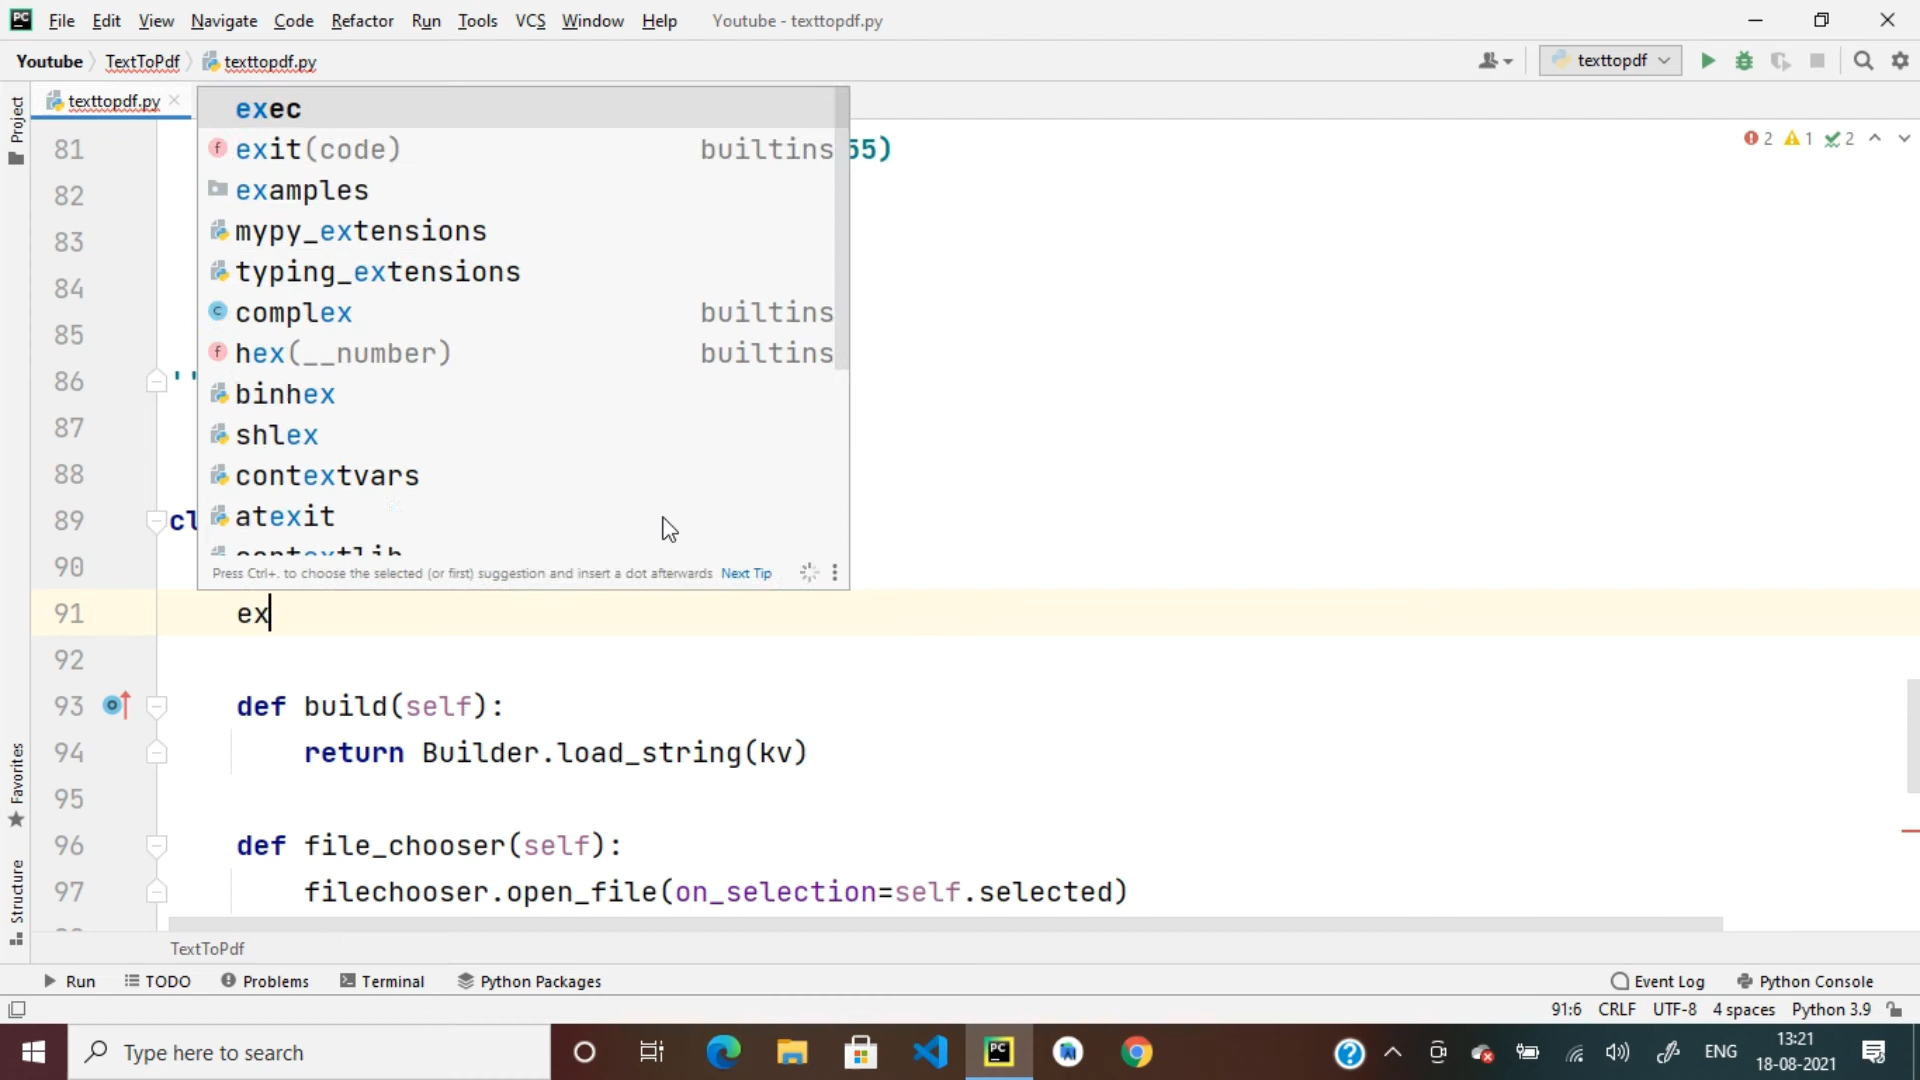 PC File Edit View Navigate Code Refactor Run Tools VCS Window Help Youtube - texttopdf.py
Youtube TextToPdf texttopdf.py texttopdf
texttopdf.py
Project
Favorites
Structure
2 1 2
exec
81 exit(code) builtins 55)
82 examples
83 mypy_extensions
84 typing_extensions
85 complex builtins
hex(__number) builtins
86 '' binhex
87 shlex
88 contextvars
89 cl atexit
90 contextlib
Press Ctrl+. to choose the selected (or first) suggestion and insert a dot afterwards Next Tip
91 ex
92
93 def build(self):
94 return Builder.load_string(kv)
95
96 def file_chooser(self):
97 filechooser.open_file(on_selection=self.selected)
TextToPdf
Run TODO Problems Terminal Python Packages Event Log Python Console
91:6 CRLF UTF-8 4 spaces Python 3.9
Type here to search PC ENG 13:21
18-08-2021